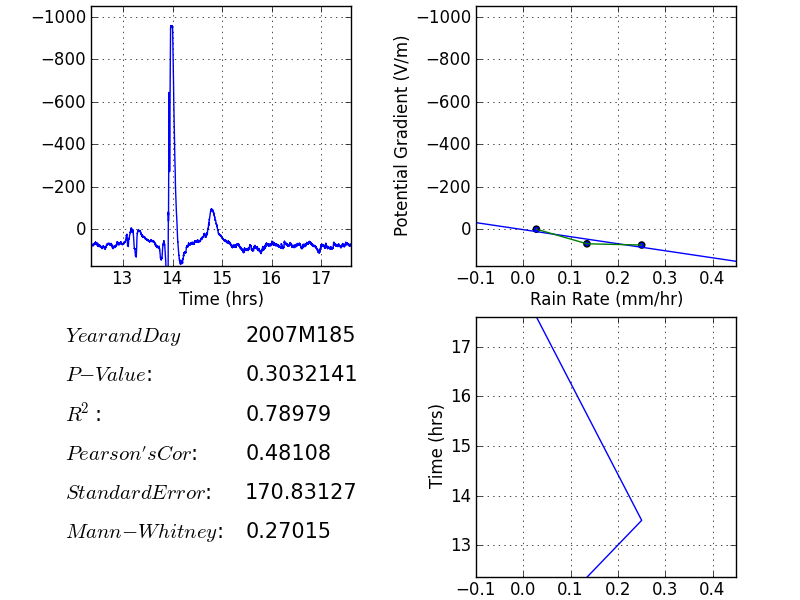 −1000
−800
−600
−400
−200
0
13 14 15 16 17
Time (hrs)
Potential Gradient (V/m)
−1000
−800
−600
−400
−200
0
−0.1 0.0 0.1 0.2 0.3 0.4
Rain Rate (mm/hr)
YearandDay 2007M185
P−Value: 0.3032141
R² : 0.78979
Pearson'sCor: 0.48108
StandardError: 170.83127
Mann−Whitney: 0.27015
Time (hrs)
17
16
15
14
13
−0.1 0.0 0.1 0.2 0.3 0.4